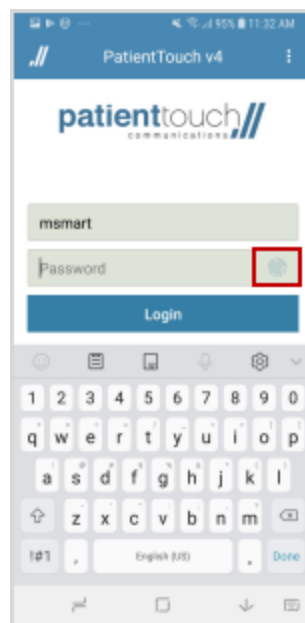 95% 11:32 AM
PatientTouch v4
patienttouch
communications
msmart
Password
Login
1 2 3 4 5 6 7 8 9 0
q w e r t y u i o p
a s d f g h j k l
z x c v b n m
!#1 , English (US) . Done